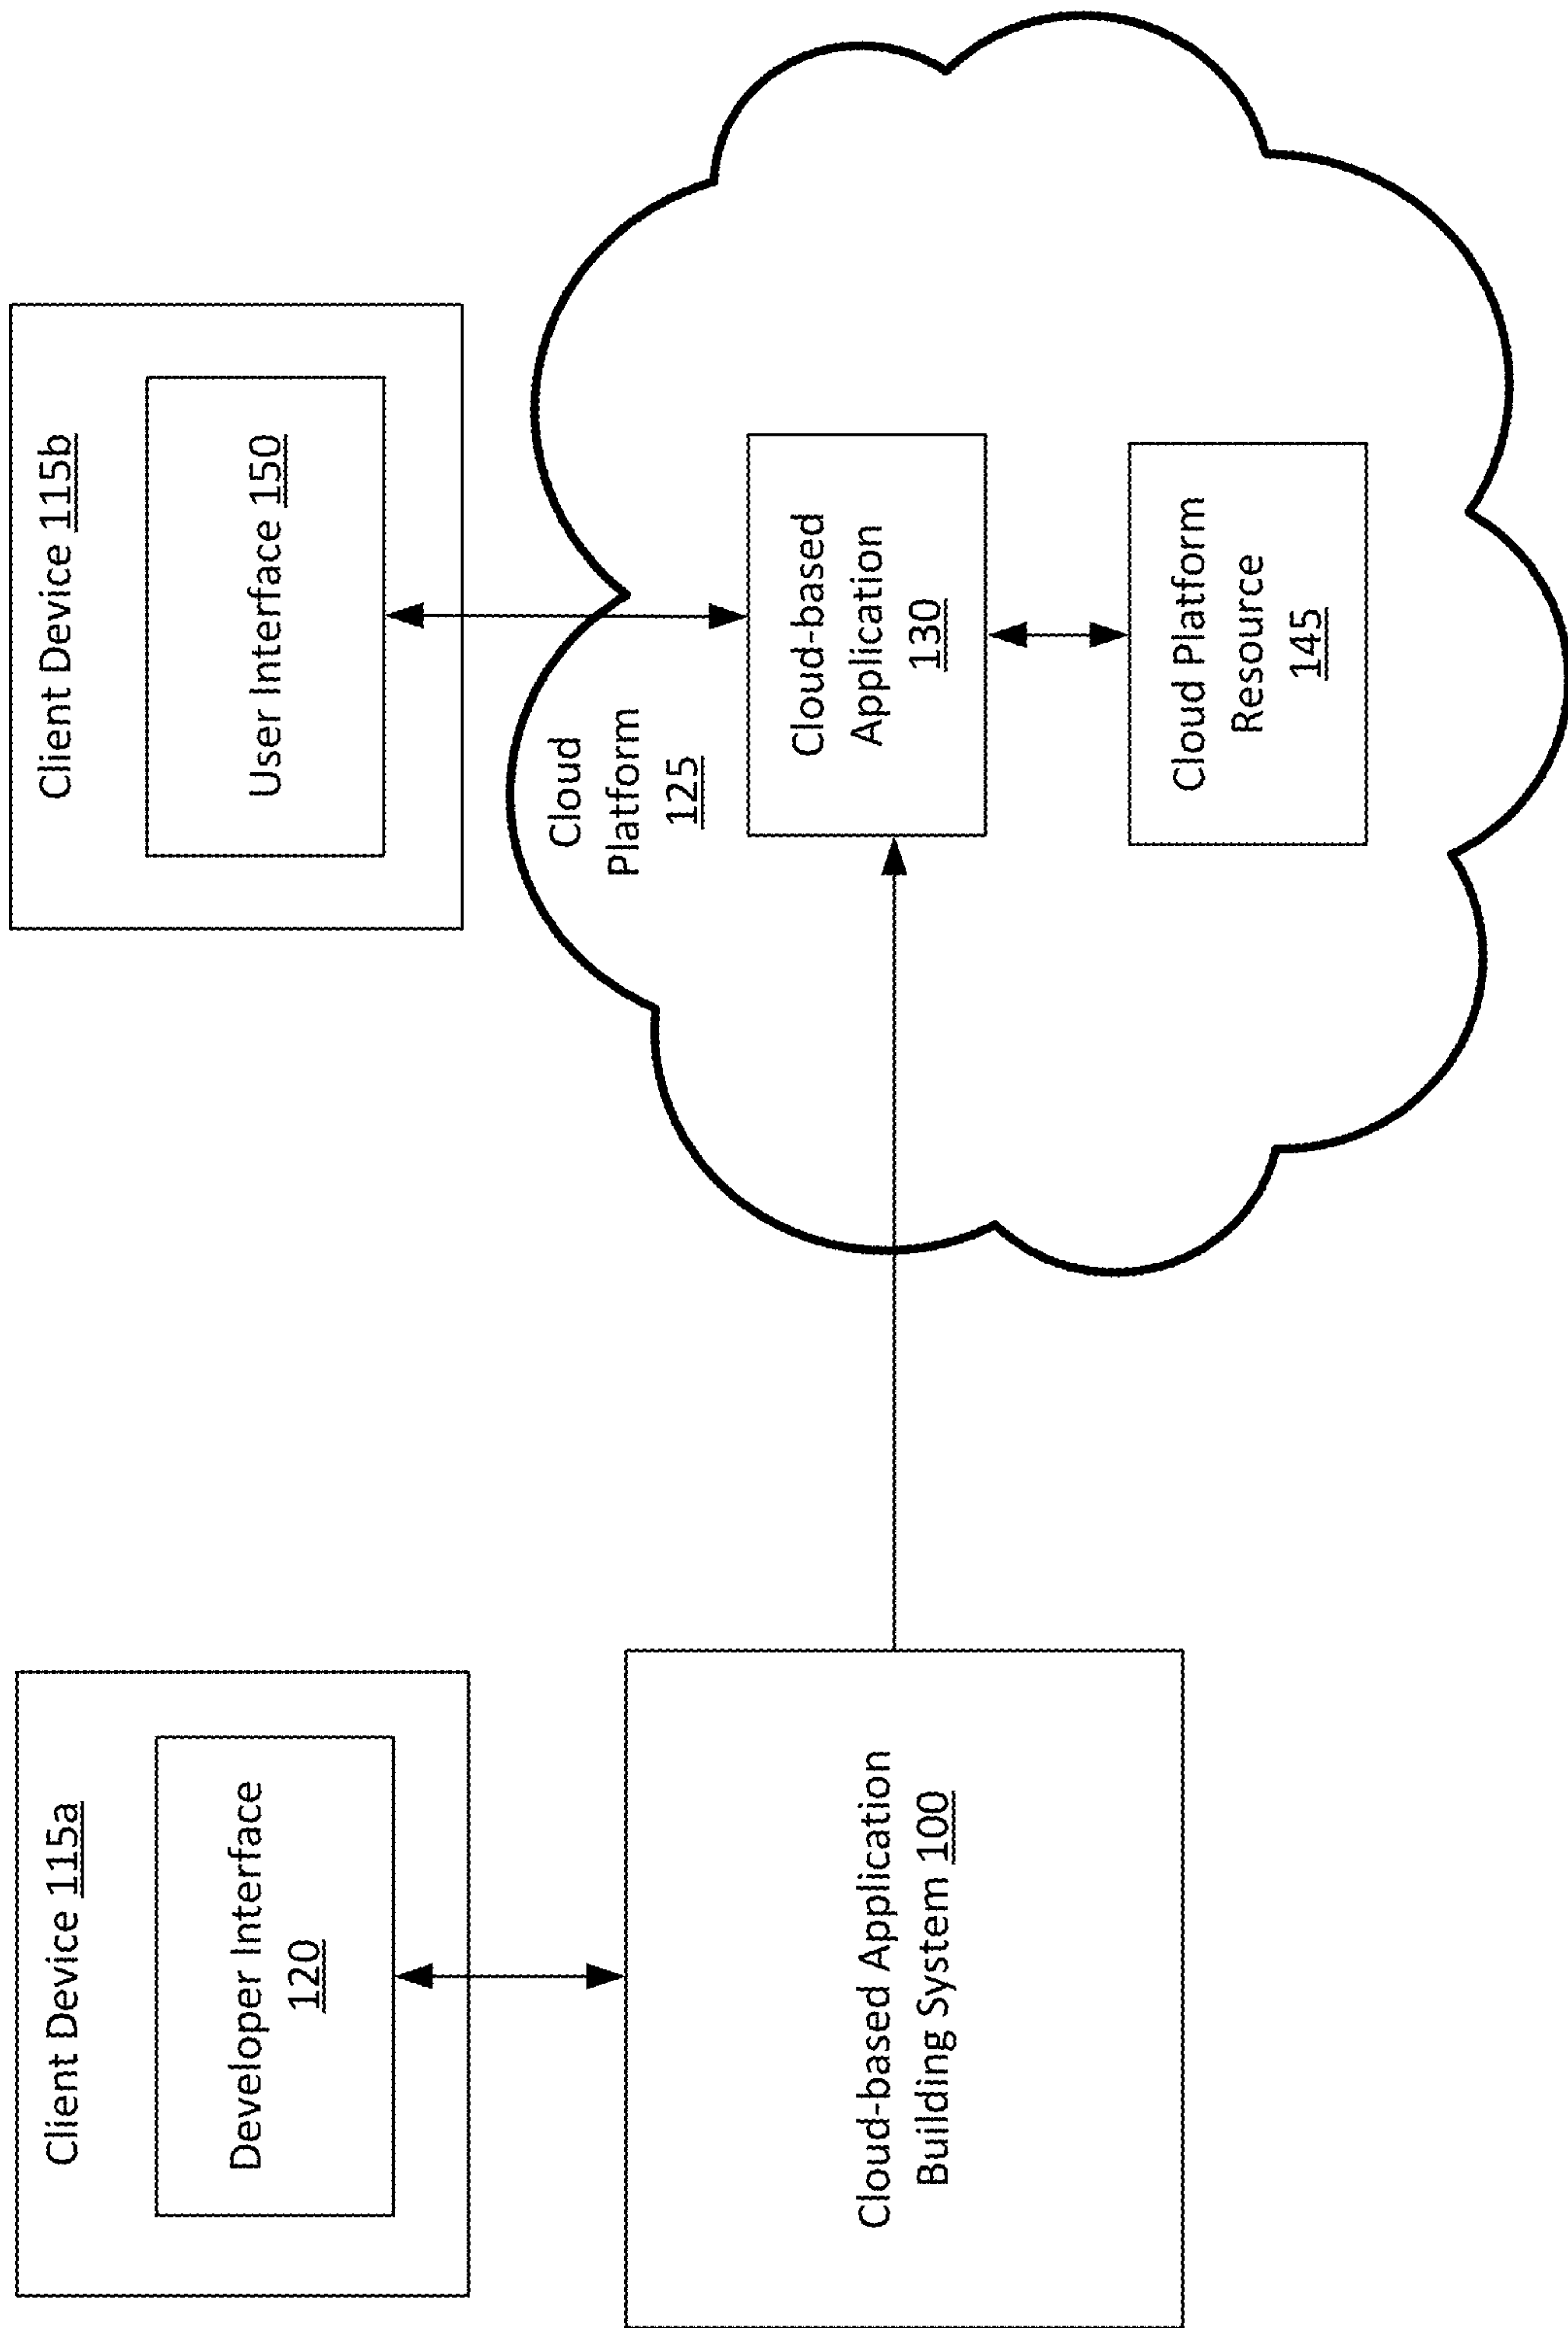 Client Device 115a
Developer Interface
120
Cloud-based Application
Building System 100
Client Device 115b
User Interface 150
Cloud
Platform
125
Cloud-based
Application
130
Cloud Platform
Resource
145